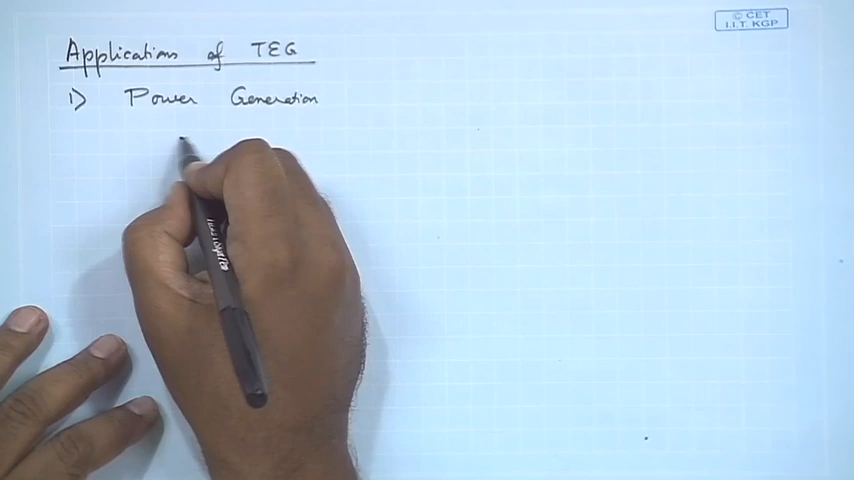 © CET
I.I.T. KGP
Applications of TEG
1) Power Generation